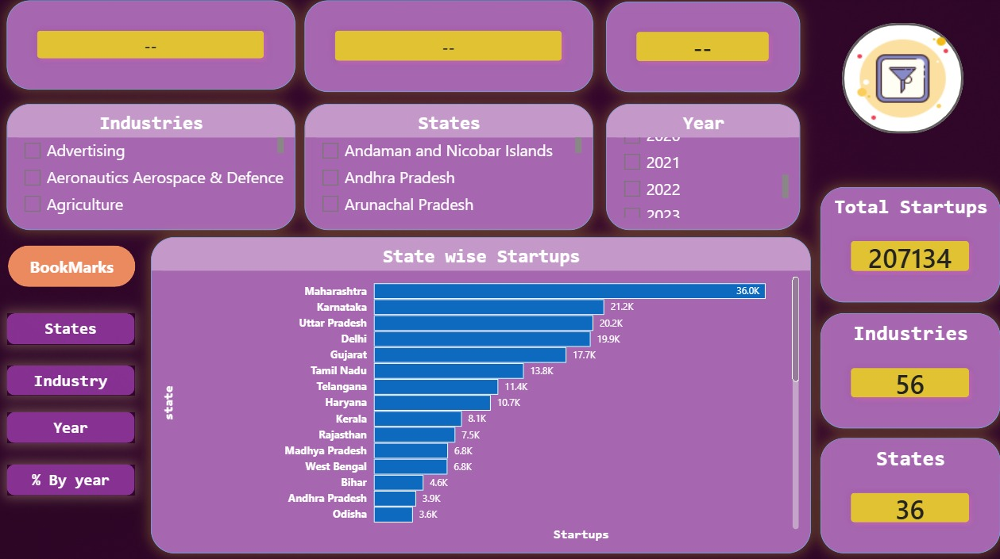 --
--
--
Industries
Advertising
Aeronautics Aerospace & Defence
Agriculture
States
Andaman and Nicobar Islands
Andhra Pradesh
Arunachal Pradesh
Year
2020
2021
2022
2023
BookMarks
States
Industry
Year
% By year
State wise Startups
state
Maharashtra 36.0K
Karnataka 21.2K
Uttar Pradesh 20.2K
Delhi 19.9K
Gujarat 17.7K
Tamil Nadu 13.8K
Telangana 11.4K
Haryana 10.7K
Kerala 8.1K
Rajasthan 7.5K
Madhya Pradesh 6.8K
West Bengal 6.8K
Bihar 4.6K
Andhra Pradesh 3.9K
Odisha 3.6K
Startups
Total Startups
207134
Industries
56
States
36